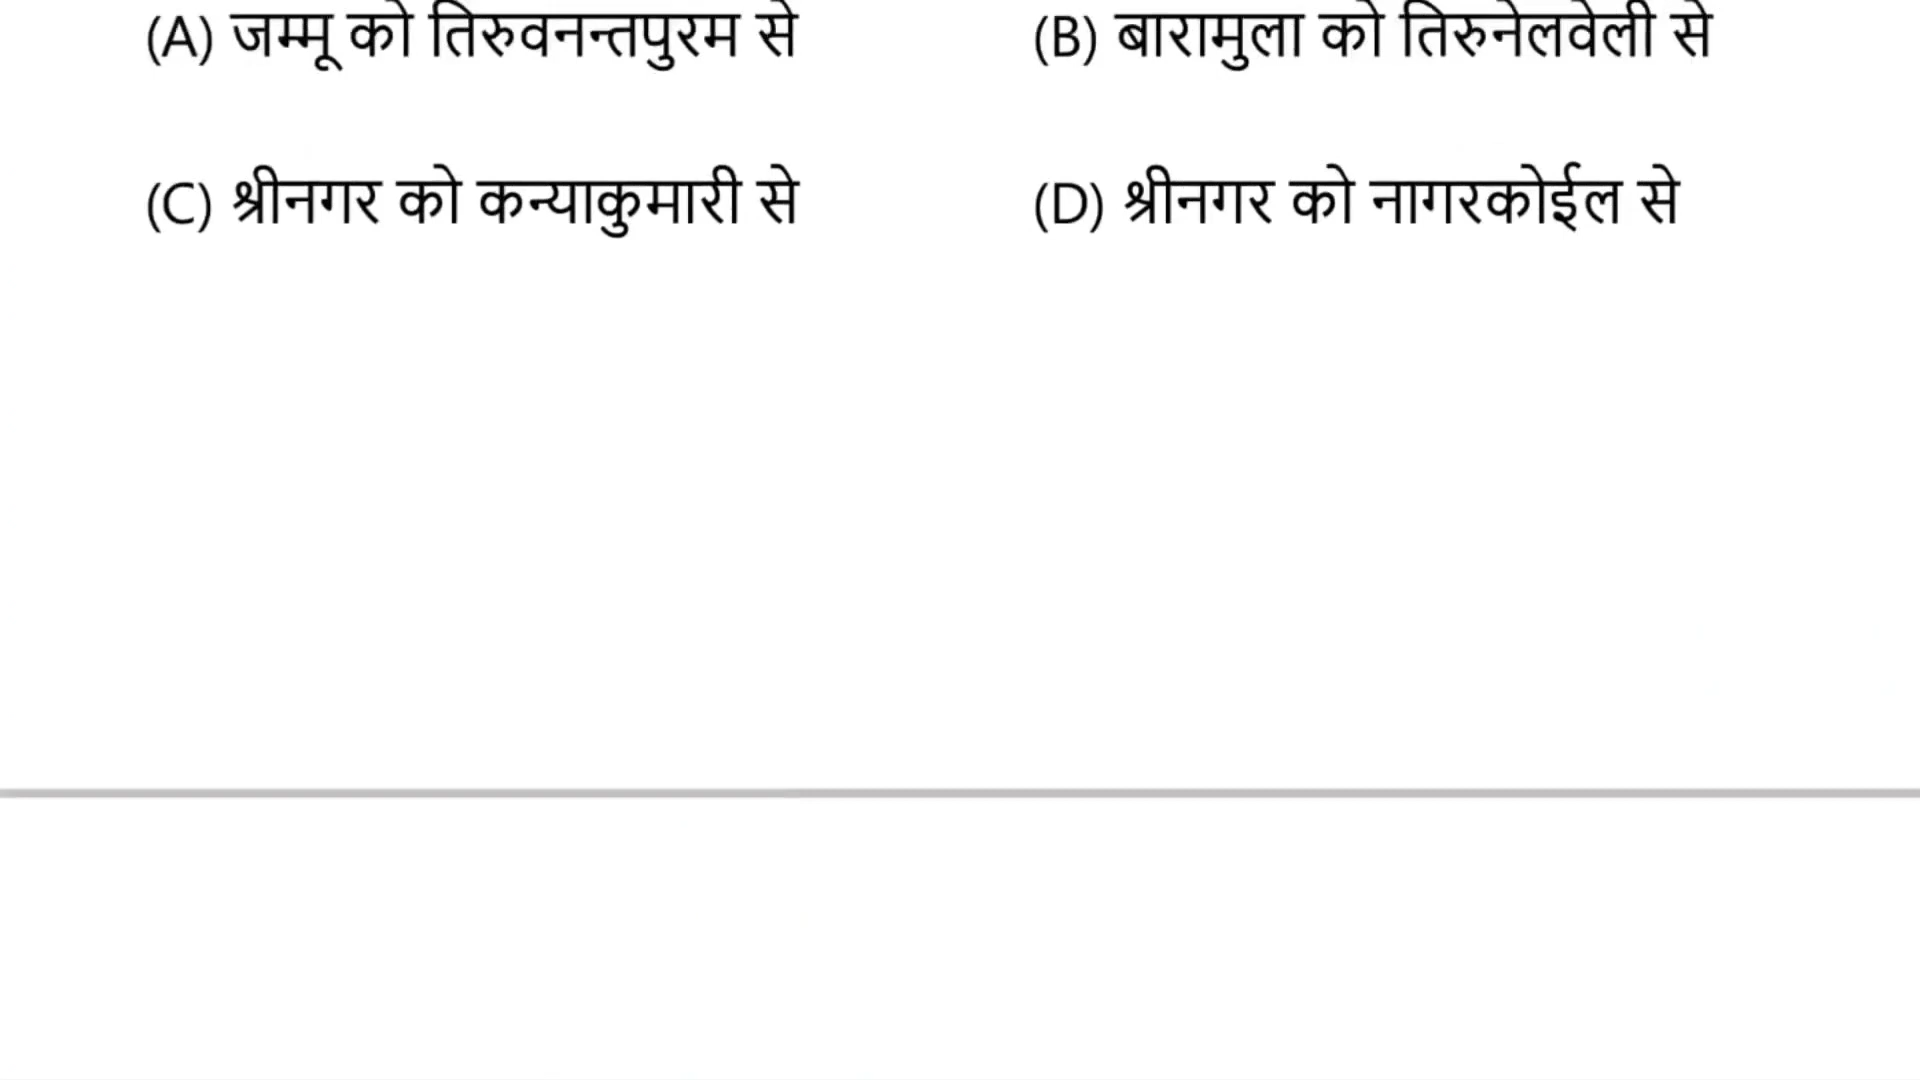 (A) जम्मू को तिरुवनन्तपुरम से (B) बारामुला को तिरुनेलवेली से
(C) श्रीनगर को कन्याकुमारी से (D) श्रीनगर को नागरकोईल से